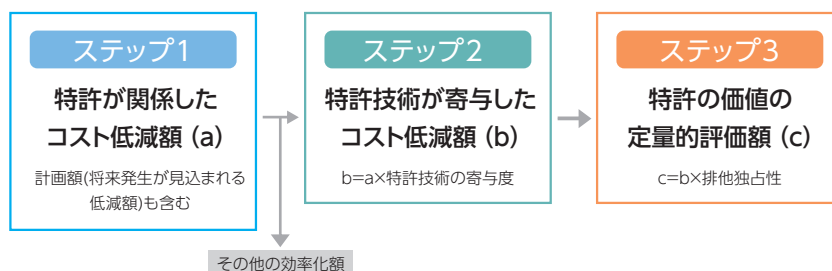 ステップ1
特許が関係した
コスト低減額（a）
計画額(将来発生が見込まれる
低減額)も含む
ステップ2
特許技術が寄与した
コスト低減額（b）
b=a×特許技術の寄与度
ステップ3
特許の価値の
定量的評価額（c）
c=b×排他独占性
その他の効率化額